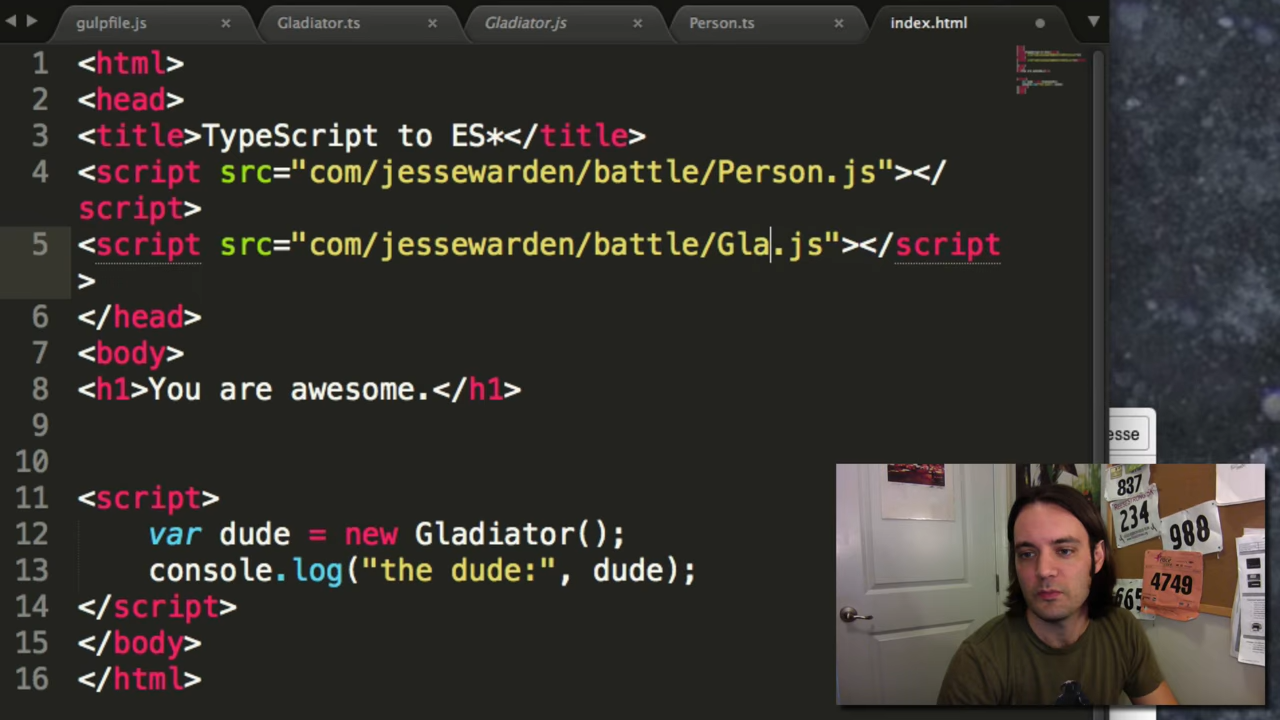 gulpfile.js × Gladiator.ts × Gladiator.js × Person.ts × index.html
1 <html>
2 <head>
3 <title>TypeScript to ES*</title>
4 <script src="com/jessewarden/battle/Person.js"></
script>
5 <script src="com/jessewarden/battle/Gla.js"></script
>
6 </head>
7 <body>
8 <h1>You are awesome.</h1>
9
10
11 <script>
12 var dude = new Gladiator();
13 console.log("the dude:", dude);
14 </script>
15 </body>
16 </html>
esse
837
234
988
4749
665